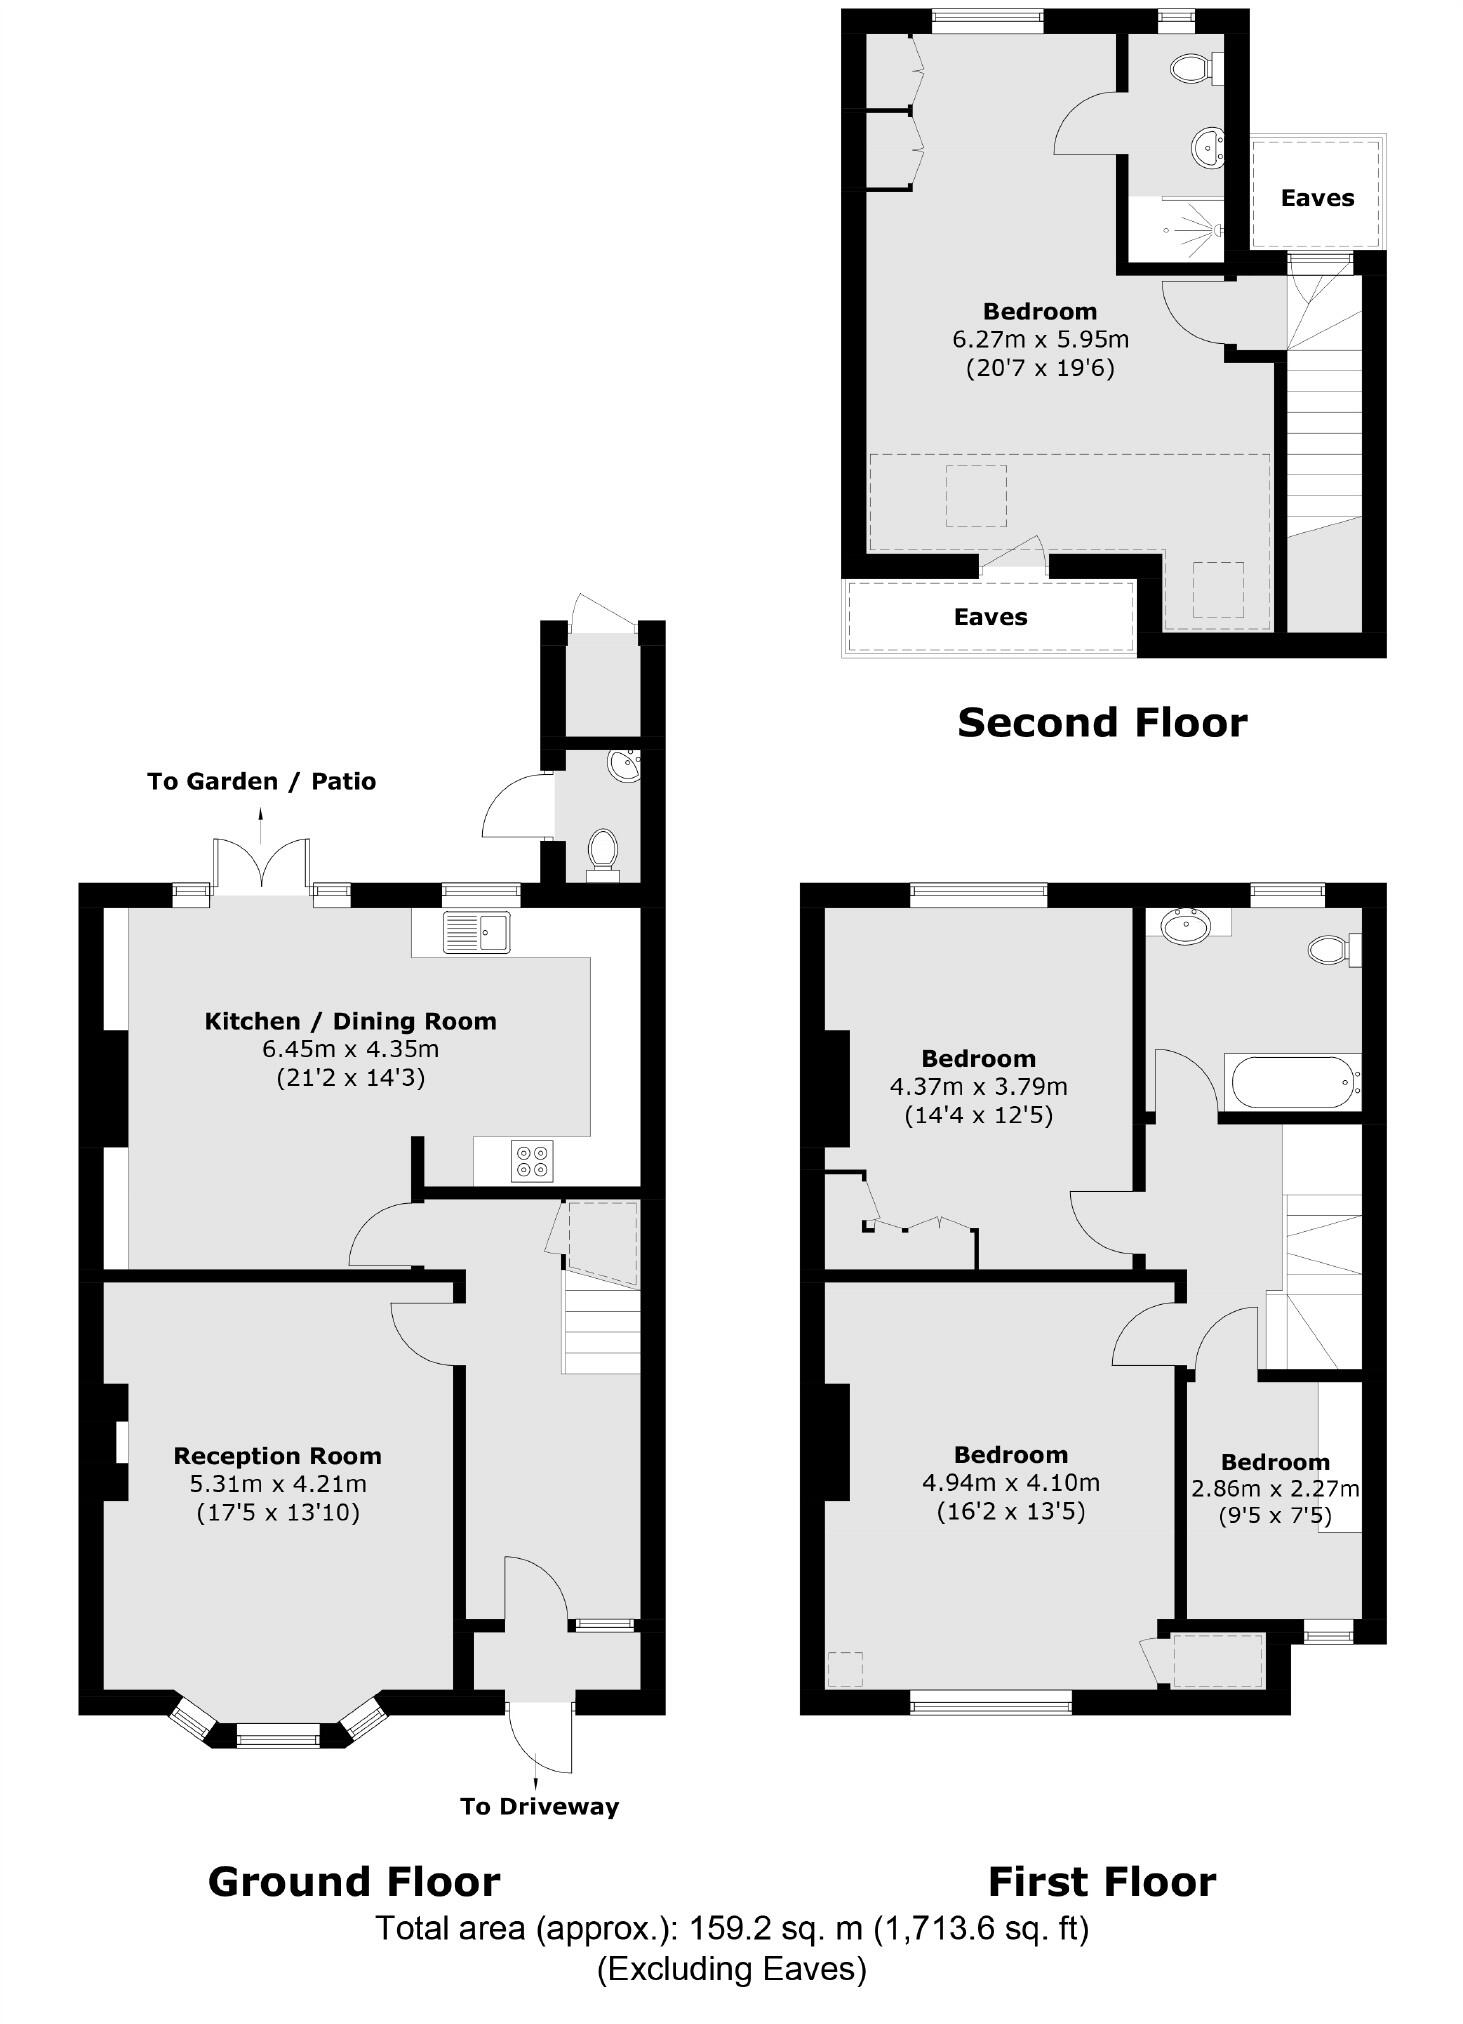 Eaves
Bedroom
6.27m x 5.95m
(20'7 x 19'6)
Eaves
Second Floor
To Garden / Patio
Kitchen / Dining Room
6.45m x 4.35m
(21'2 x 14'3)
Bedroom
4.37m x 3.79m
(14'4 x 12'5)
Reception Room
5.31m x 4.21m
(17'5 x 13'10)
Bedroom
4.94m x 4.10m
(16'2 x 13'5)
Bedroom
2.86m x 2.27m
(9'5 x 7'5)
To Driveway
Ground Floor
First Floor
Total area (approx.): 159.2 sq. m (1,713.6 sq. ft)
(Excluding Eaves)